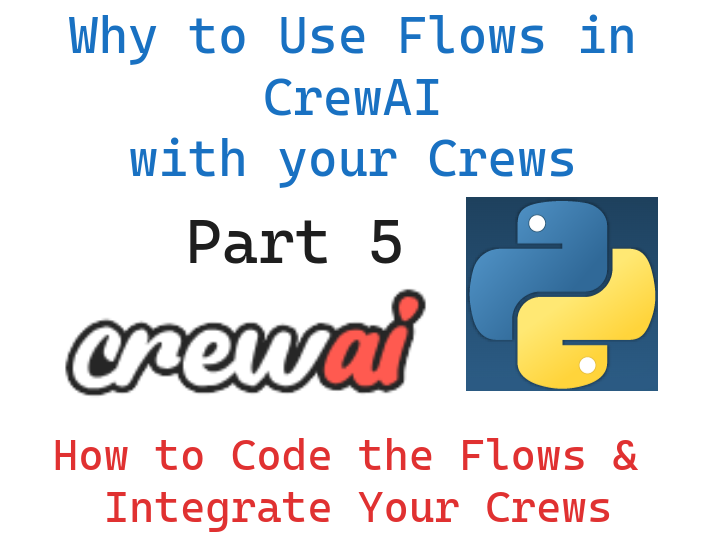 Why to Use Flows in
CrewAI
with your Crews
Part 5
crewai
How to Code the Flows &
Integrate Your Crews